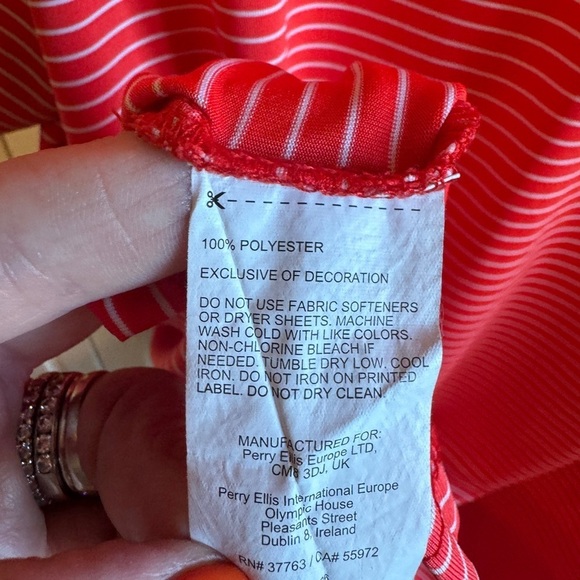 100% POLYESTER
EXCLUSIVE OF DECORATION
DO NOT USE FABRIC SOFTENERS
OR DRYER SHEETS. MACHINE
WASH COLD WITH LIKE COLORS.
NON-CHLORINE BLEACH IF
NEEDED. TUMBLE DRY LOW. COOL
IRON. DO NOT IRON ON PRINTED
LABEL. DO NOT DRY CLEAN.
MANUFACTURED FOR:
Perry Ellis Europe LTD,
CM8 3DJ, UK
Perry Ellis International Europe
Olympic House
Pleasants Street
Dublin 8, Ireland
RN# 37763 / CA# 55972